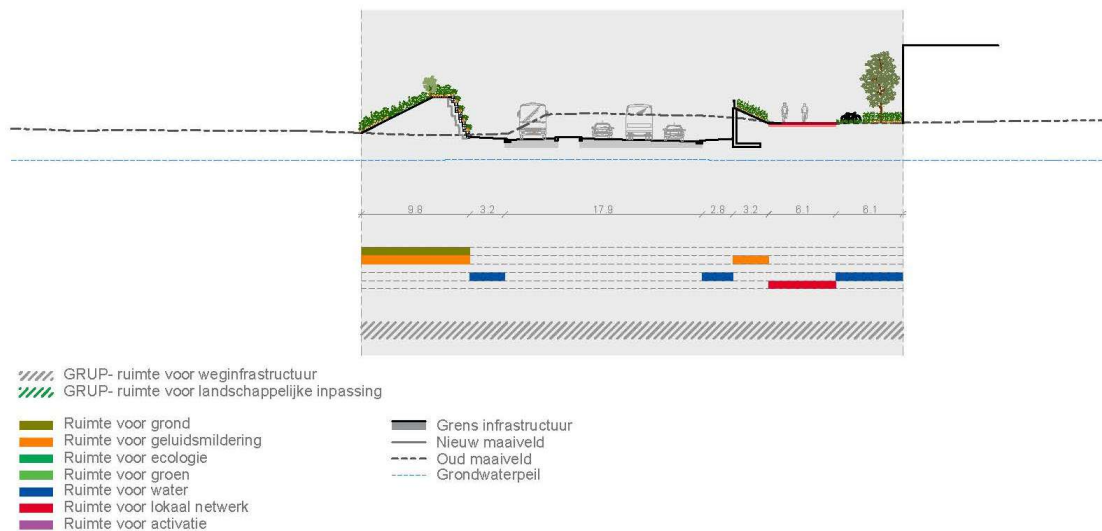 9.8 3.2 17.9 2.8 3.2 6.1 6.1
GRUP- ruimte voor weginfrastructuur
GRUP- ruimte voor landschappelijke inpassing
Ruimte voor grond
Ruimte voor geluidsmildering
Ruimte voor ecologie
Ruimte voor groen
Ruimte voor water
Ruimte voor lokaal netwerk
Ruimte voor activatie
Grens infrastructuur
Nieuw maaiveld
Oud maaiveld
Grondwaterpeil